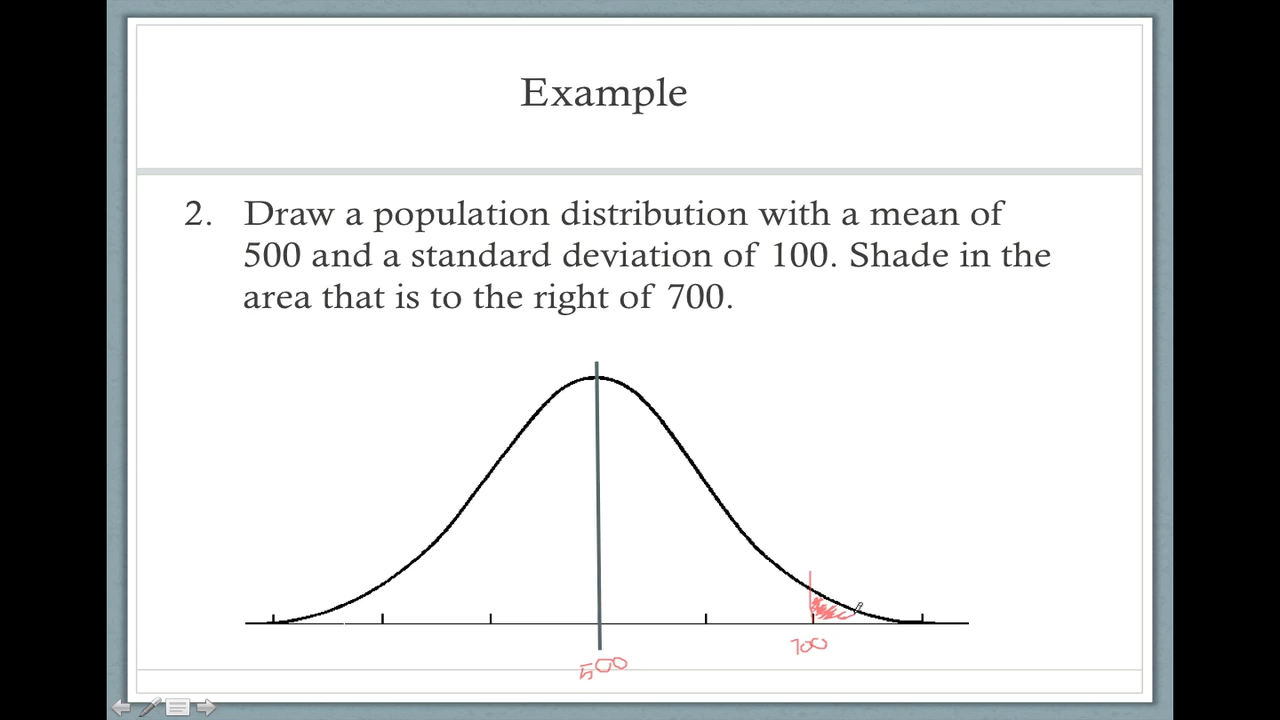 Example
2. Draw a population distribution with a mean of
500 and a standard deviation of 100. Shade in the
area that is to the right of 700.
700
500